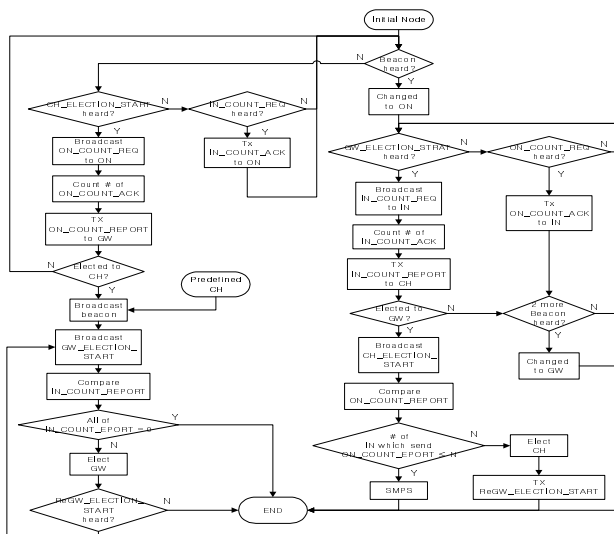 Initial Node
Beacon
heard?
N
Y
Changed
to ON
CH_ELECTION_START
heard?
N
Y
IN_COUNT_REQ
heard?
N
Y
Broadcast
ON_COUNT_REQ
to ON
Tx
IN_COUNT_ACK
to ON
Count # of
ON_COUNT_ACK
TX
ON_COUNT_REPORT
to GW
Elected to
CH?
N
Y
Predefined
CH
Broadcast
beacon
Broadcast
GW_ELECTION_
START
Compare
IN_COUNT_REPORT
All of
IN_COUNT_EPORT = 0
Y
N
Elect
GW
ReGW_ELECTION_
START
heard?
N
GW_ELECTION_STRAT
heard?
N
Y
ON_COUNT_REQ
heard?
N
Y
Broadcast
IN_COUNT_REQ
to IN
Tx
ON_COUNT_ACK
to IN
Count # of
IN_COUNT_ACK
TX
IN_COUNT_REPORT
to CH
Elected to
GW?
N
Y
2 more
Beacon
heard?
N
Y
Changed
to GW
Broadcast
CH_ELECTION_
START
Compare
ON_COUNT_REPORT
# of
IN which send
ON_COUNT_EPORT ≤ N
N
Y
Elect
CH
TX
ReGW_ELECTION_START
SMPS
END